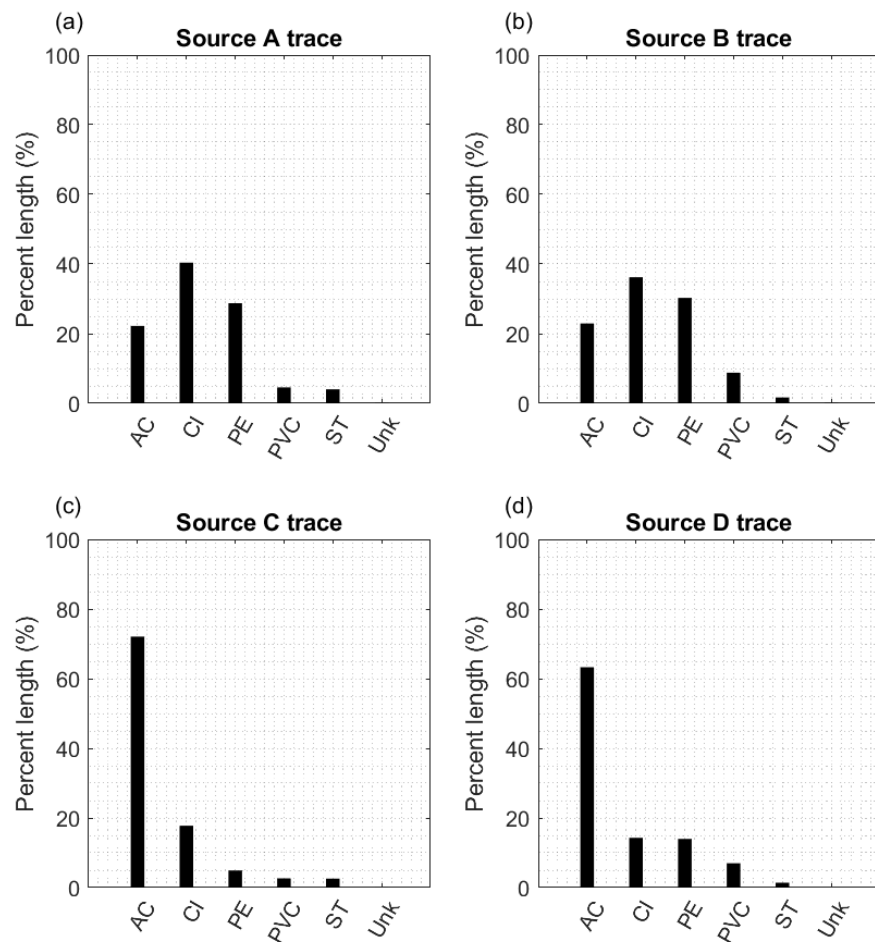 (a)
Source A trace
Percent length (%)
100
80
60
40
20
0
AC CI PE PVC ST Unk
(b)
Source B trace
Percent length (%)
100
80
60
40
20
0
AC CI PE PVC ST Unk
(c)
Source C trace
Percent length (%)
100
80
60
40
20
0
AC CI PE PVC ST Unk
(d)
Source D trace
Percent length (%)
100
80
60
40
20
0
AC CI PE PVC ST Unk